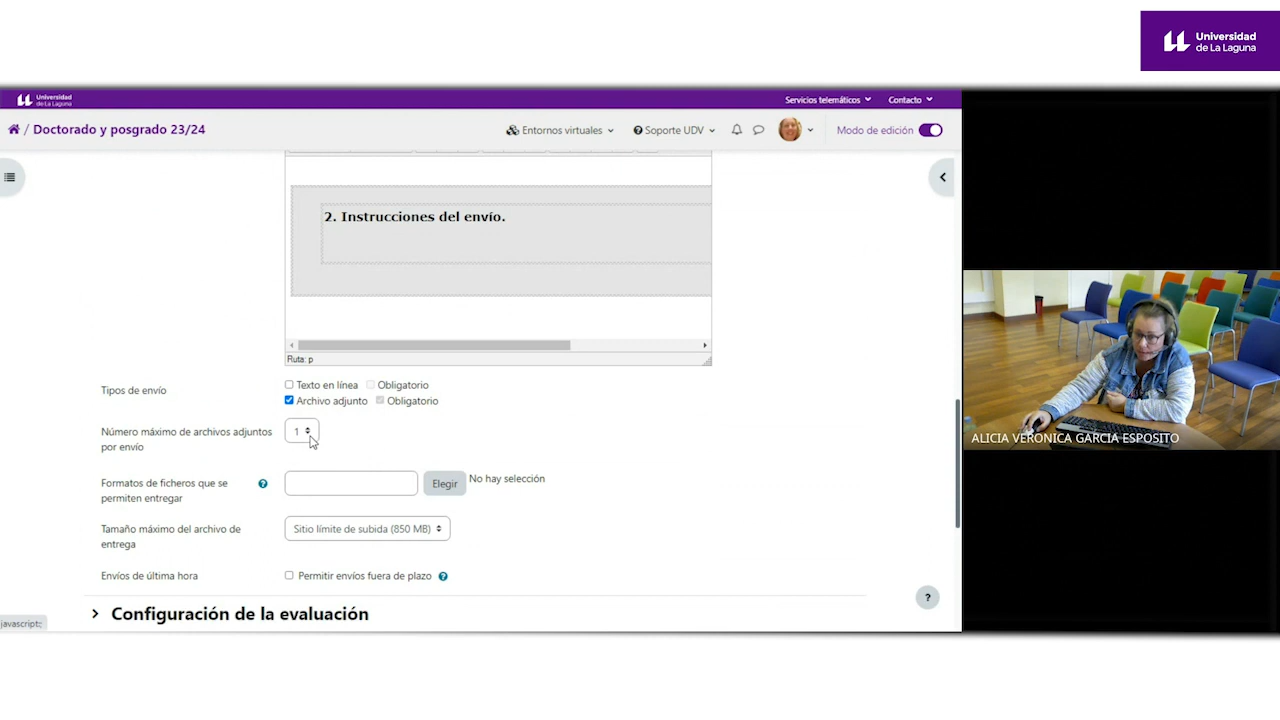 Universidad
de La Laguna
Universidad
de La Laguna
Servicios telemáticos
Contacto
/ Doctorado y posgrado 23/24
Entornos virtuales
Soporte UDV
Modo de edición
2. Instrucciones del envío.
Ruta: p
Tipos de envío
Texto en línea
Obligatorio
Archivo adjunto
Obligatorio
Número máximo de archivos adjuntos
por envío
1
Formatos de ficheros que se
permiten entregar
Elegir
No hay selección
Tamaño máximo del archivo de
entrega
Sitio límite de subida (850 MB)
Envíos de última hora
Permitir envíos fuera de plazo
Configuración de la evaluación
?
javascript:;
ALICIA VERONICA GARCIA ESPOSITO